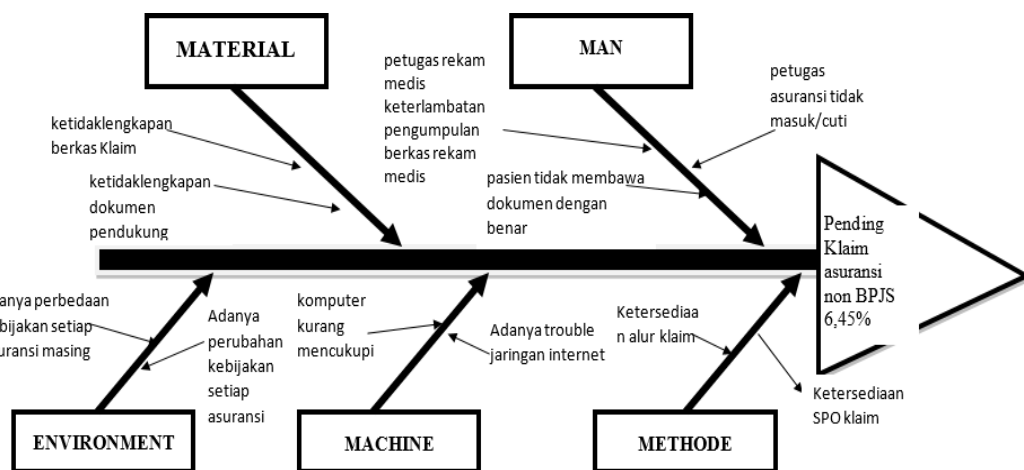 MATERIAL
MAN
petugas rekam
medis
keterlambatan
pengumpulan
berkas rekam
medis
petugas
asuransi tidak
masuk/cuti
ketidaklengkapan
berkas Klaim
ketidaklengkapan
dokumen
pendukung
pasien tidak membawa
dokumen dengan
benar
Pending
Klaim
asuransi
non BPJS
6,45%
anya perbedaan
bijakan setiap
uransi masing
Adanya
perubahan
kebijakan
setiap
asuransi
komputer
kurang
mencukupi
Adanya trouble
jaringan internet
Ketersediaa
n alur klaim
Ketersediaan
SPO klaim
ENVIRONMENT
MACHINE
METHODE